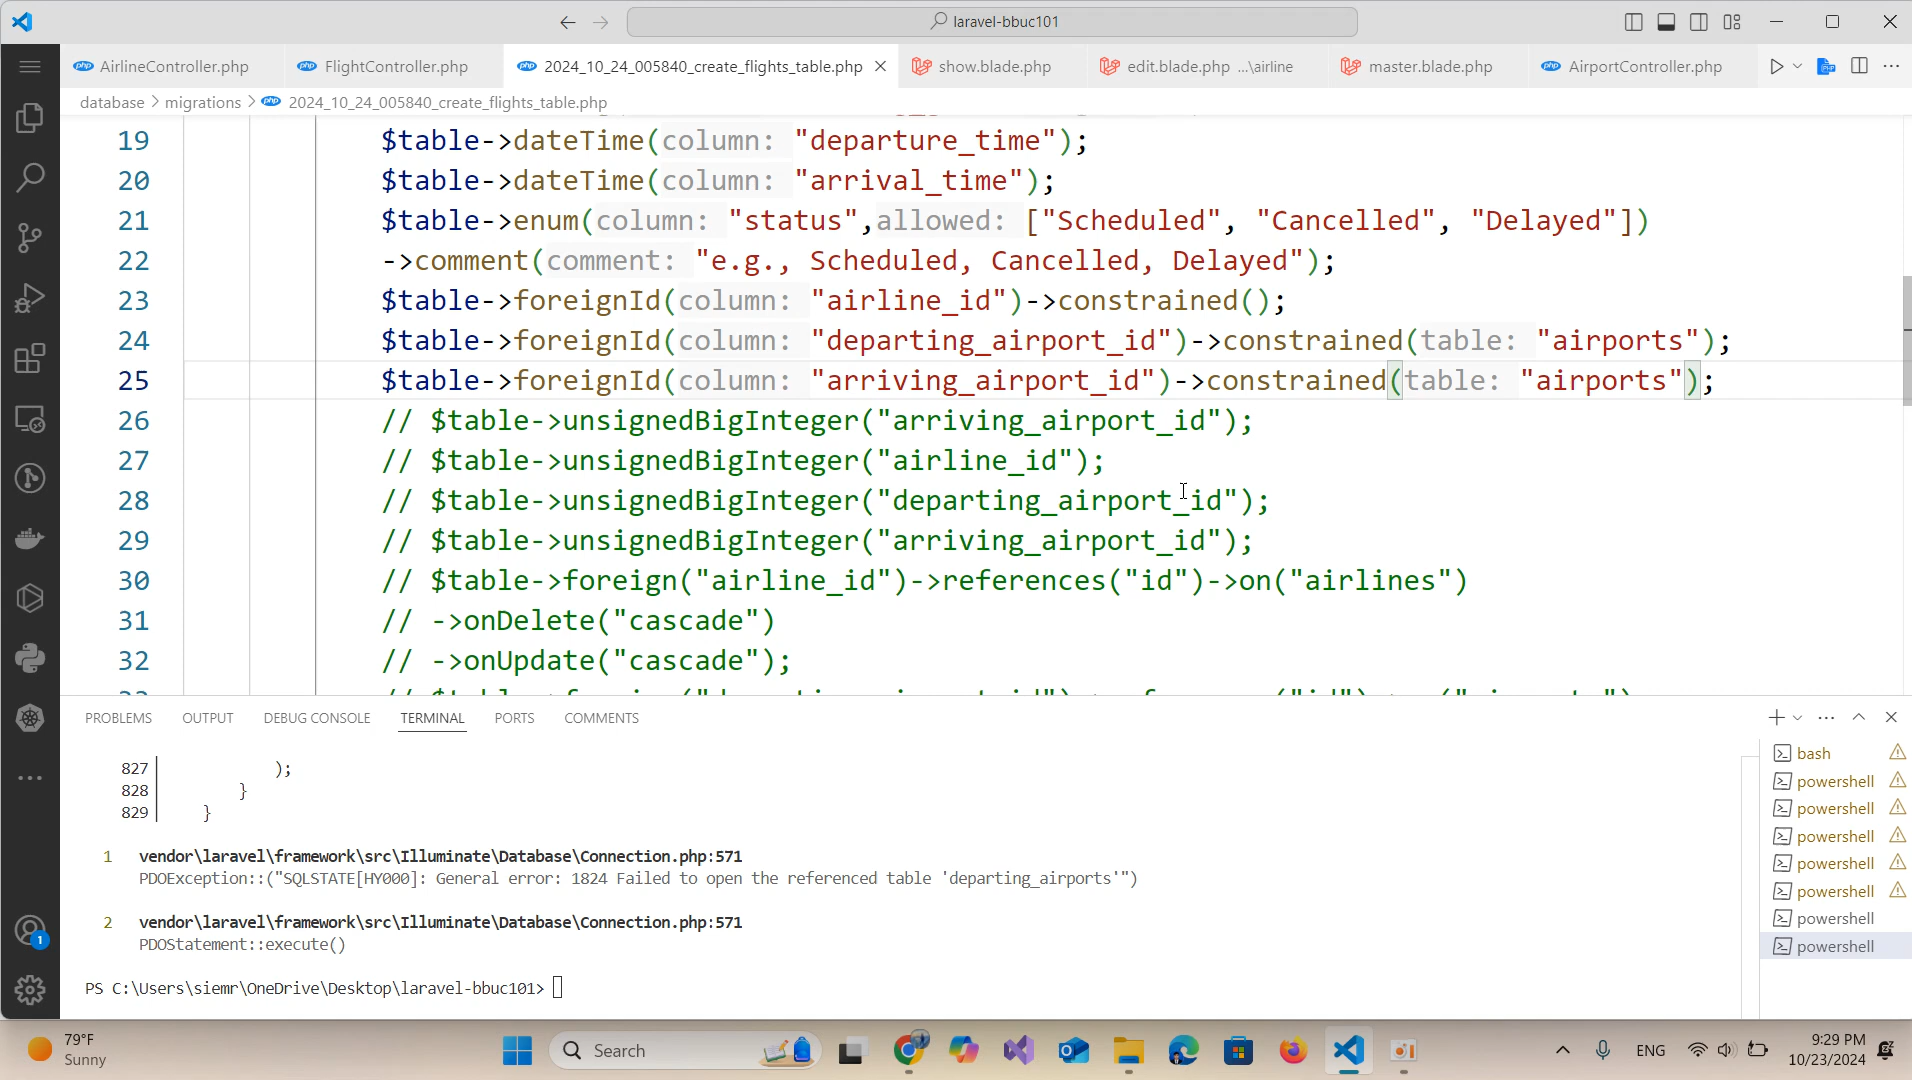 laravel-bbuc101
php AirlineController.php
php FlightController.php
php 2024_10_24_005840_create_flights_table.php
show.blade.php
edit.blade.php ...\airline
master.blade.php
php AirportController.php
database > migrations > php 2024_10_24_005840_create_flights_table.php
19 $table->dateTime(column: "departure_time");
20 $table->dateTime(column: "arrival_time");
21 $table->enum(column: "status",allowed: ["Scheduled", "Cancelled", "Delayed"])
22 ->comment(comment: "e.g., Scheduled, Cancelled, Delayed");
23 $table->foreignId(column: "airline_id")->constrained();
24 $table->foreignId(column: "departing_airport_id")->constrained(table: "airports");
25 $table->foreignId(column: "arriving_airport_id")->constrained(table: "airports");
26 // $table->unsignedBigInteger("arriving_airport_id");
27 // $table->unsignedBigInteger("airline_id");
28 // $table->unsignedBigInteger("departing_airport_id");
29 // $table->unsignedBigInteger("arriving_airport_id");
30 // $table->foreign("airline_id")->references("id")->on("airlines")
31 // ->onDelete("cascade")
32 // ->onUpdate("cascade");
PROBLEMS OUTPUT DEBUG CONSOLE TERMINAL PORTS COMMENTS
827 );
828 }
829 }
1 vendor\laravel\framework\src\Illuminate\Database\Connection.php:571
PDOException::("SQLSTATE[HY000]: General error: 1824 Failed to open the referenced table 'departing_airports'")
2 vendor\laravel\framework\src\Illuminate\Database\Connection.php:571
PDOStatement::execute()
PS C:\Users\siemr\OneDrive\Desktop\laravel-bbuc101>
bash
powershell
powershell
powershell
powershell
powershell
powershell
powershell
1
79°F
Sunny
Search
ENG
9:29 PM
10/23/2024